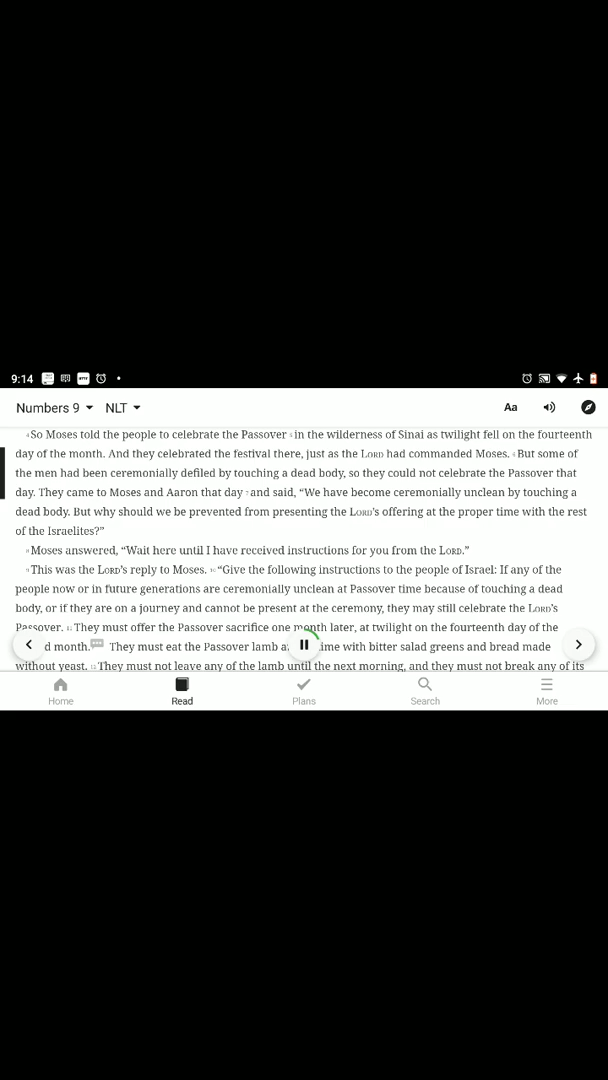 9:14
Numbers 9 NLT Aa
4 So Moses told the people to celebrate the Passover 5 in the wilderness of Sinai as twilight fell on the fourteenth
day of the month. And they celebrated the festival there, just as the LORD had commanded Moses. 6 But some of
the men had been ceremonially defiled by touching a dead body, so they could not celebrate the Passover that
day. They came to Moses and Aaron that day 7 and said, “We have become ceremonially unclean by touching a
dead body. But why should we be prevented from presenting the LORD’s offering at the proper time with the rest
of the Israelites?”
8 Moses answered, “Wait here until I have received instructions for you from the LORD.”
9 This was the LORD’s reply to Moses. 10 “Give the following instructions to the people of Israel: If any of the
people now or in future generations are ceremonially unclean at Passover time because of touching a dead
body, or if they are on a journey and cannot be present at the ceremony, they may still celebrate the LORD’s
Passover. 11 They must offer the Passover sacrifice one month later, at twilight on the fourteenth day of the
month. They must eat the Passover lamb time with bitter salad greens and bread made
without yeast. 12 They must not leave any of the lamb until the next morning, and they must not break any of its
Home Read Plans Search More